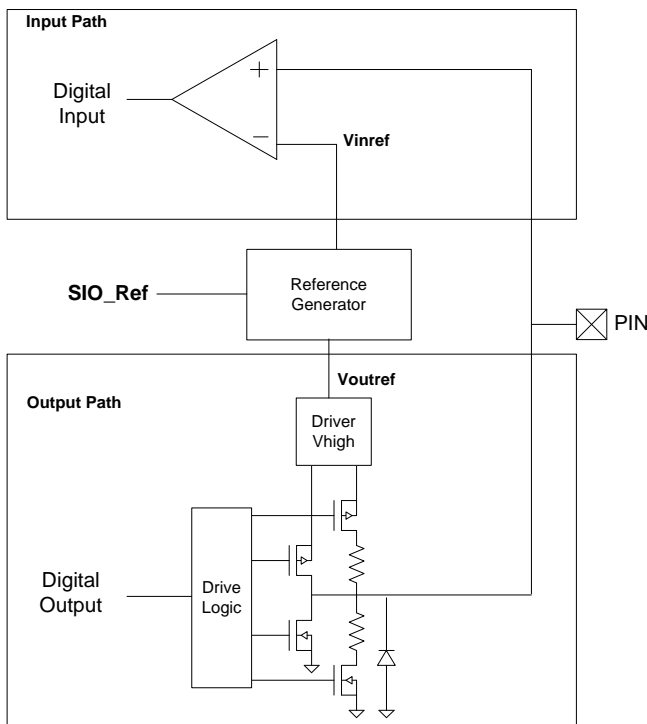 Input Path
+
Digital
Input
−
Vinref
Reference
Generator
SIO_Ref
PIN
Voutref
Output Path
Driver
Vhigh
Digital
Output
Drive
Logic